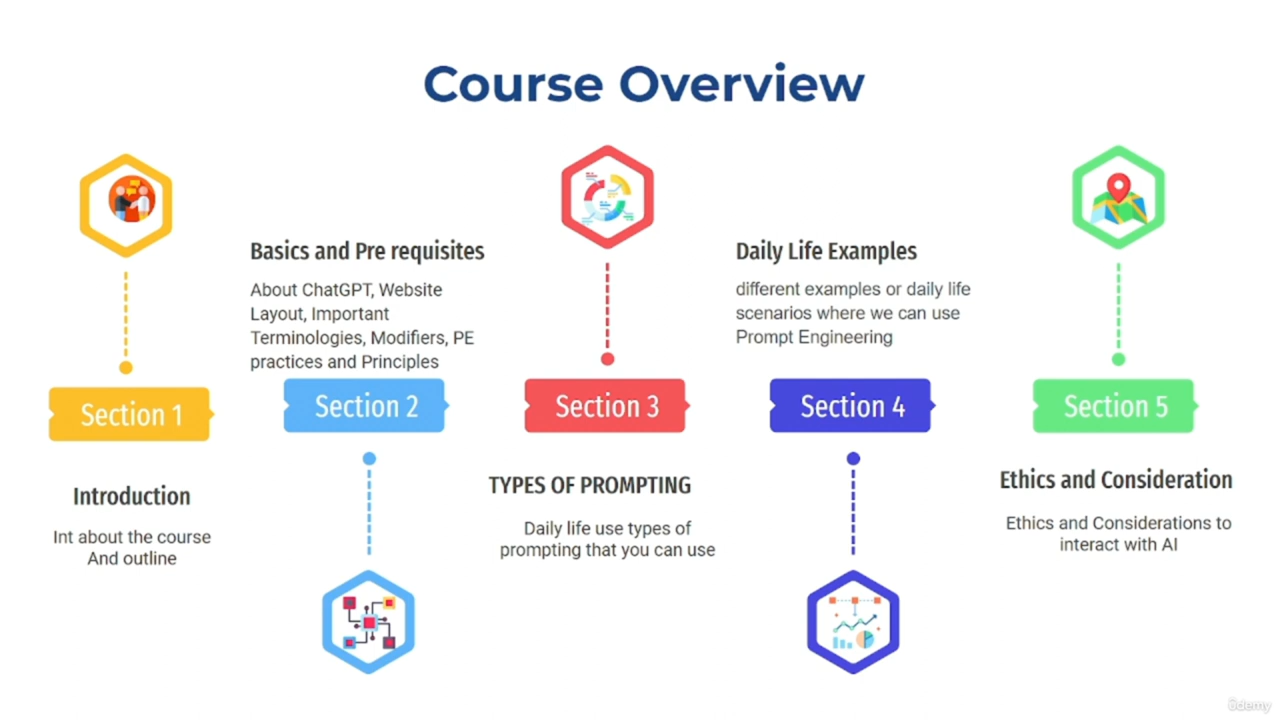 Course Overview
Section 1
Introduction
Int about the course
And outline
Basics and Pre requisites
About ChatGPT, Website
Layout, Important
Terminologies, Modifiers, PE
practices and Principles
Section 2
Section 3
TYPES OF PROMPTING
Daily life use types of
prompting that you can use
Daily Life Examples
different examples or daily life
scenarios where we can use
Prompt Engineering
Section 4
Section 5
Ethics and Consideration
Ethics and Considerations to
interact with AI
ûdemy